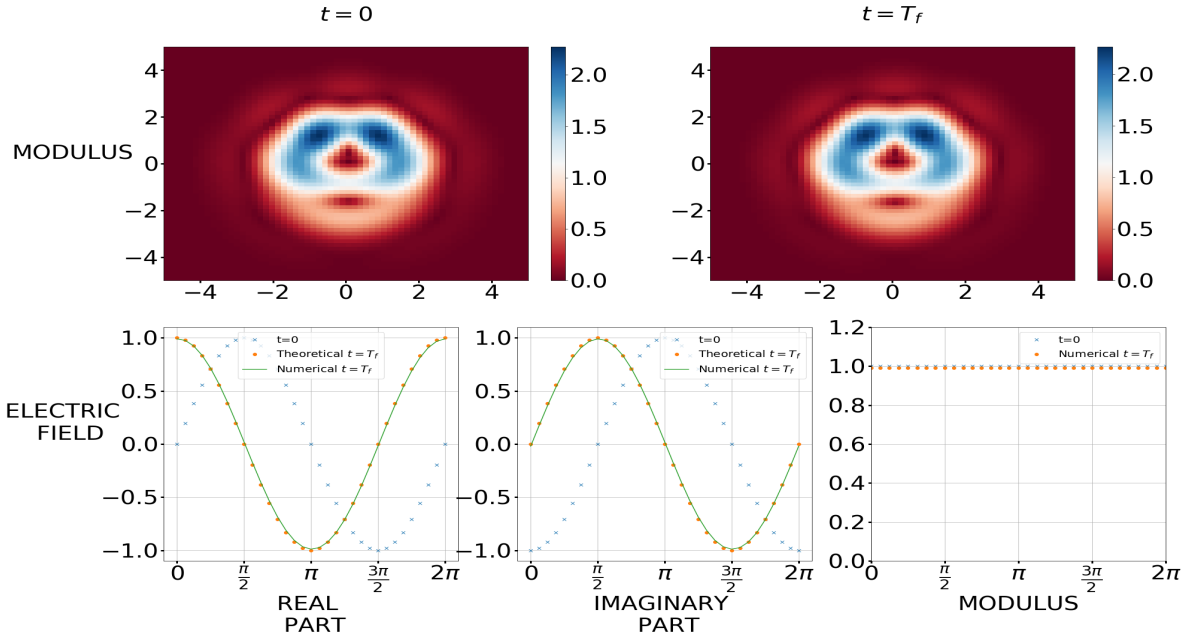 t = 0
t = T_f
MODULUS
4
2
0
−2
−4
−4 −2 0 2 4
2.0
1.5
1.0
0.5
0.0
4
2
0
−2
−4
−4 −2 0 2 4
2.0
1.5
1.0
0.5
0.0
ELECTRIC
FIELD
1.0
0.5
0.0
−0.5
−1.0
t=0
Theoretical t = T_f
Numerical t = T_f
0 π/2 π 3π/2 2π
REAL
PART
1.0
0.5
0.0
−0.5
−1.0
t=0
Theoretical t = T_f
Numerical t = T_f
0 π/2 π 3π/2 2π
IMAGINARY
PART
1.2
1.0
0.8
0.6
0.4
0.2
0.0
t=0
Numerical t = T_f
0 π/2 π 3π/2 2π
MODULUS